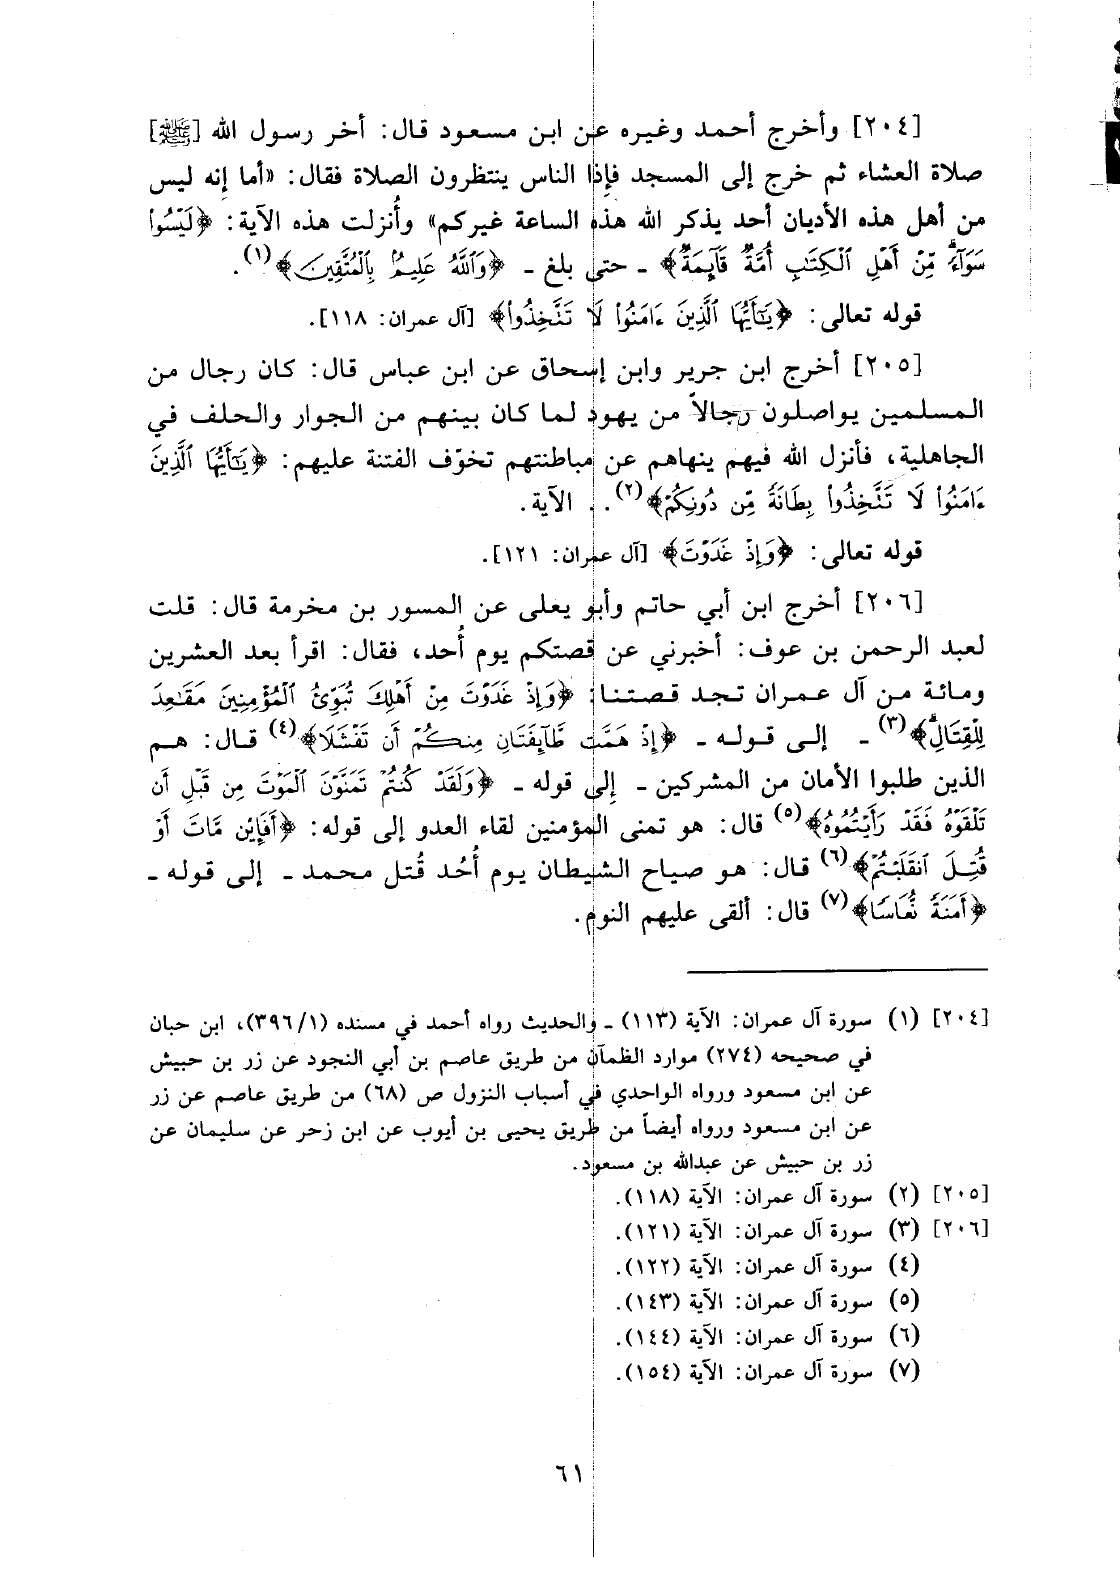 [٢٠٤] وأخرج أحمد وغيره عن ابن مسعود قال: أخر رسول الله [ﷺ]
صلاة العشاء ثم خرج إلى المسجد فإذا الناس ينتظرون الصلاة فقال: «أما إنه ليس
من أهل هذه الأديان أحد يذكر الله هذه الساعة غيركم» وأُنزلت هذه الآية: ﴿لَيْسُوا۟
سَوَآءً ۗ مِّنْ أَهْلِ ٱلْكِتَٰبِ أُمَّةٌ قَآئِمَةٌ﴾ ـ حتى بلغ ـ ﴿وَٱللَّهُ عَلِيمٌۢ بِٱلْمُتَّقِينَ﴾(١).
قوله تعالى: ﴿يَٰٓأَيُّهَا ٱلَّذِينَ ءَامَنُوا۟ لَا تَتَّخِذُوا۟﴾ [آل عمران: ١١٨].
[٢٠٥] أخرج ابن جرير وابن إسحاق عن ابن عباس قال: كان رجال من
المسلمين يواصلون رجالاً من يهود لما كان بينهم من الجوار والحلف في
الجاهلية، فأنزل الله فيهم ينهاهم عن مباطنتهم تخوّف الفتنة عليهم: ﴿يَٰٓأَيُّهَا ٱلَّذِينَ
ءَامَنُوا۟ لَا تَتَّخِذُوا۟ بِطَانَةً مِّن دُونِكُمْ﴾(٢).. الآية.
قوله تعالى: ﴿وَإِذْ غَدَوْتَ﴾ [آل عمران: ١٢١].
[٢٠٦] أخرج ابن أبي حاتم وأبو يعلى عن المسور بن مخرمة قال: قلت
لعبد الرحمن بن عوف: أخبرني عن قصتكم يوم أُحد، فقال: اقرأ بعد العشرين
ومائة من آل عمران تجد قصتنا: ﴿وَإِذْ غَدَوْتَ مِنْ أَهْلِكَ تُبَوِّئُ ٱلْمُؤْمِنِينَ مَقَٰعِدَ
لِلْقِتَالِ ۗ﴾(٣) ـ إلى قوله ـ ﴿إِذْ هَمَّت طَّآئِفَتَانِ مِنكُمْ أَن تَفْشَلَا﴾(٤) قال: هم
الذين طلبوا الأمان من المشركين ـ إلى قوله ـ ﴿وَلَقَدْ كُنتُمْ تَمَنَّوْنَ ٱلْمَوْتَ مِن قَبْلِ أَن
تَلْقَوْهُ فَقَدْ رَأَيْتُمُوهُ﴾(٥) قال: هو تمنى المؤمنين لقاء العدو إلى قوله: ﴿أَفَإِي۟ن مَّاتَ أَوْ
قُتِلَ ٱنقَلَبْتُمْ﴾(٦) قال: هو صياح الشيطان يوم أُحُد قُتل محمد ـ إلى قوله ـ
﴿أَمَنَةً نُّعَاسًا﴾(٧) قال: ألقى عليهم النوم.
[٢٠٤] (١) سورة آل عمران: الآية (١١٣) ـ والحديث رواه أحمد في مسنده (٣٩٦/١)، ابن حبان
في صحيحه (٢٧٤) موارد الظمآن من طريق عاصم بن أبي النجود عن زر بن حبيش
عن ابن مسعود ورواه الواحدي في أسباب النزول ص (٦٨) من طريق عاصم عن زر
عن ابن مسعود ورواه أيضاً من طريق يحيى بن أيوب عن ابن زحر عن سليمان عن
زر بن حبيش عن عبدالله بن مسعود.
[٢٠٥] (٢) سورة آل عمران: الآية (١١٨).
[٢٠٦] (٣) سورة آل عمران: الآية (١٢١).
(٤) سورة آل عمران: الآية (١٢٢).
(٥) سورة آل عمران: الآية (١٤٣).
(٦) سورة آل عمران: الآية (١٤٤).
(٧) سورة آل عمران: الآية (١�٤).
٦١